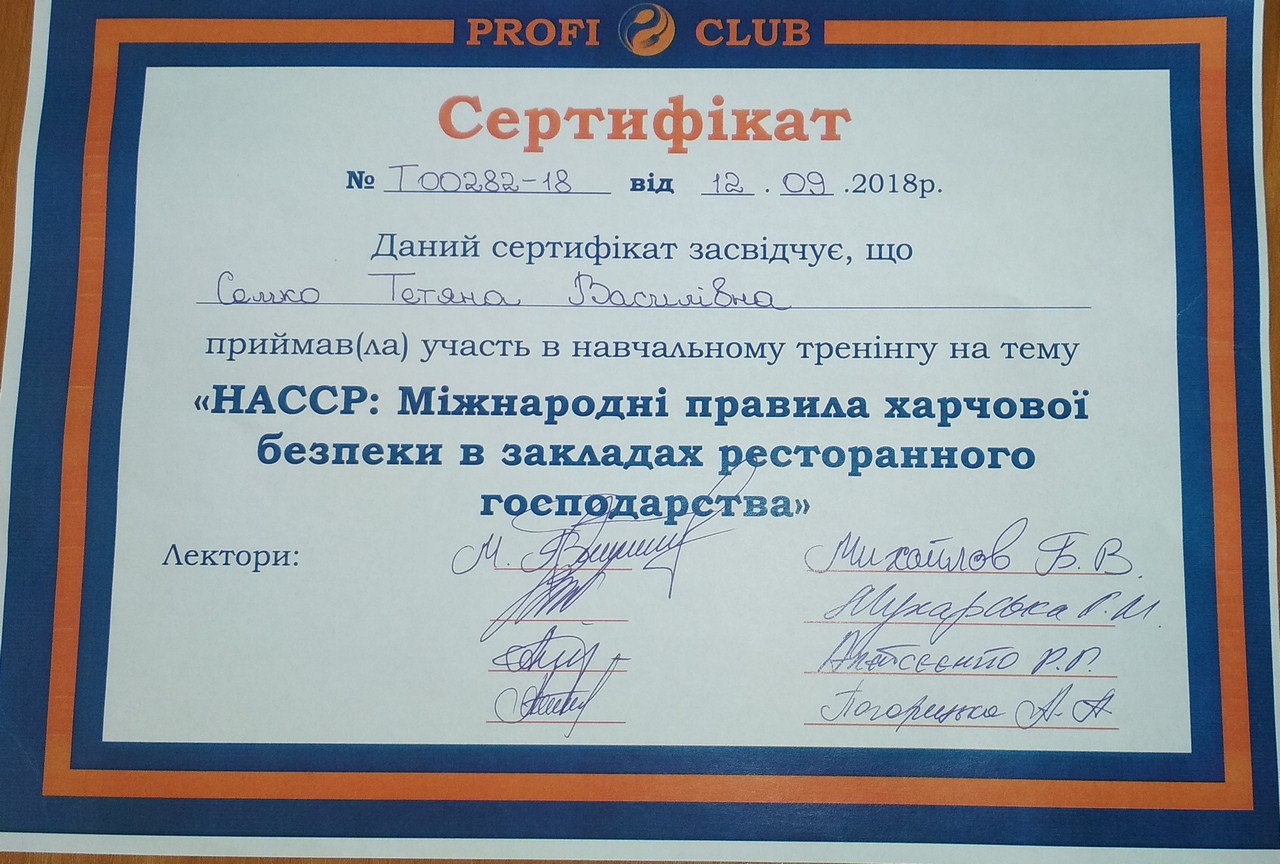 PROFI CLUB
Сертифікат
№ Т00282-18 від 12.09.2018р.
Даний сертифікат засвідчує, що
Семко Тетяна Василівна
приймав(ла) участь в навчальному тренінгу на тему
«НАССР: Міжнародні правила харчової
безпеки в закладах ресторанного
господарства»
Лектори:
Михайлов Б. В.
Мухарська Р. М.
Р. Г.
А. А.